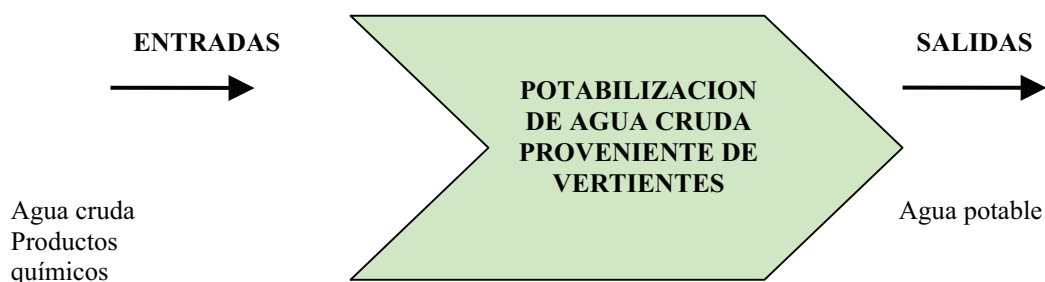 ENTRADAS
SALIDAS
POTABILIZACION
DE AGUA CRUDA
PROVENIENTE DE
VERTIENTES
Agua cruda
Productos
químicos
Agua potable